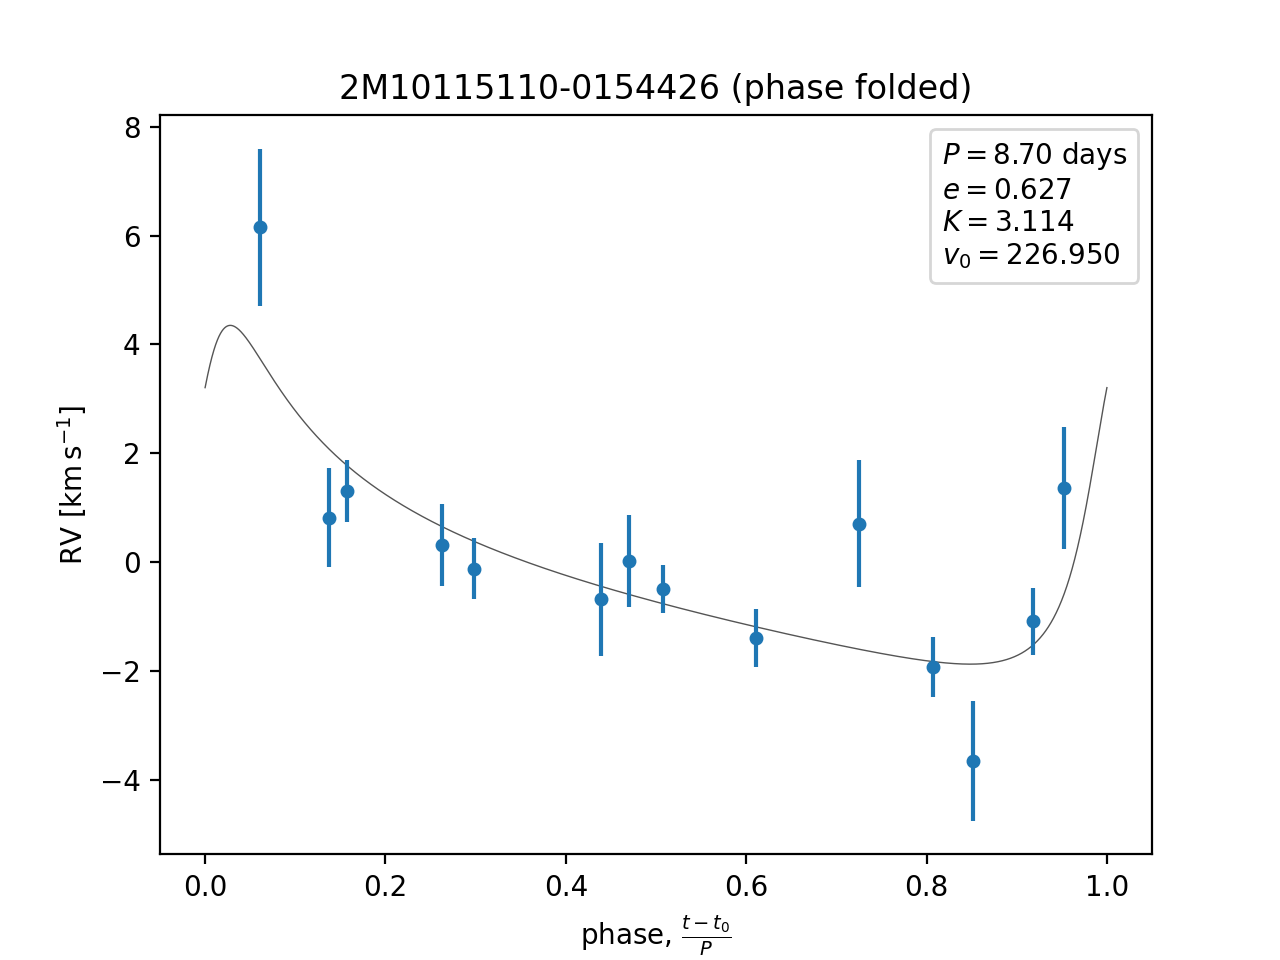 2M10115110-0154426 (phase folded)
P = 8.70 days
e = 0.627
K = 3.114
v₀ = 226.950
8
6
4
2
0
−2
−4
RV [km s⁻¹]
0.0 0.2 0.4 0.6 0.8 1.0
phase, (t − t₀)/P